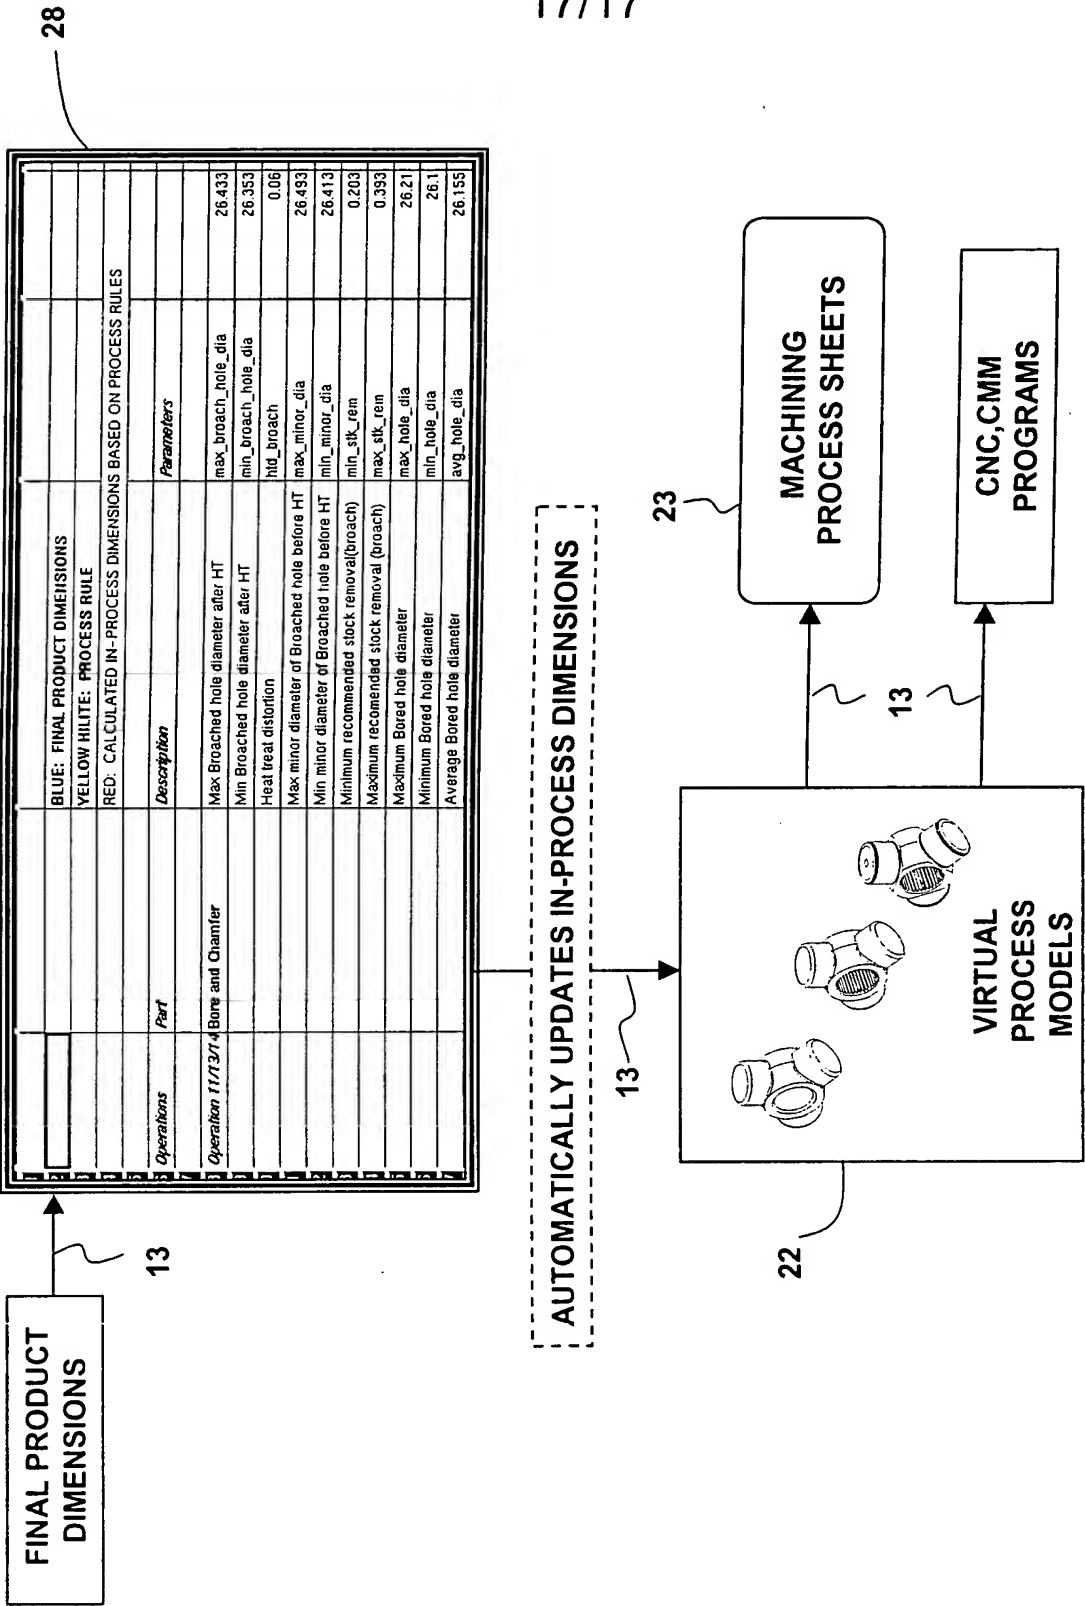 17/17
FINAL PRODUCT
DIMENSIONS
13
28
BLUE: FINAL PRODUCT DIMENSIONS
YELLOW HILITE: PROCESS RULE
RED: CALCULATED IN-PROCESS DIMENSIONS BASED ON PROCESS RULES
Operations Part Description Parameters
Operation 11/13/14 Bore and Chamfer Max Broached hole diameter after HT max_broach_hole_dia 26.433
Min Broached hole diameter after HT min_broach_hole_dia 26.353
Heat treat distortion htd_broach 0.06
Max minor diameter of Broached hole before HT max_minor_dia 26.493
Min minor diameter of Broached hole before HT min_minor_dia 26.413
Minimum recommended stock removal(broach) min_stk_rem 0.203
Maximum recomended stock removal (broach) max_stk_rem 0.393
Maximum Bored hole diameter max_hole_dia 26.21
Minimum Bored hole diameter min_hole_dia 26.1
Average Bored hole diameter avg_hole_dia 26.155
AUTOMATICALLY UPDATES IN-PROCESS DIMENSIONS
13
22
VIRTUAL
PROCESS
MODELS
13
23
MACHINING
PROCESS SHEETS
CNC,CMM
PROGRAMS